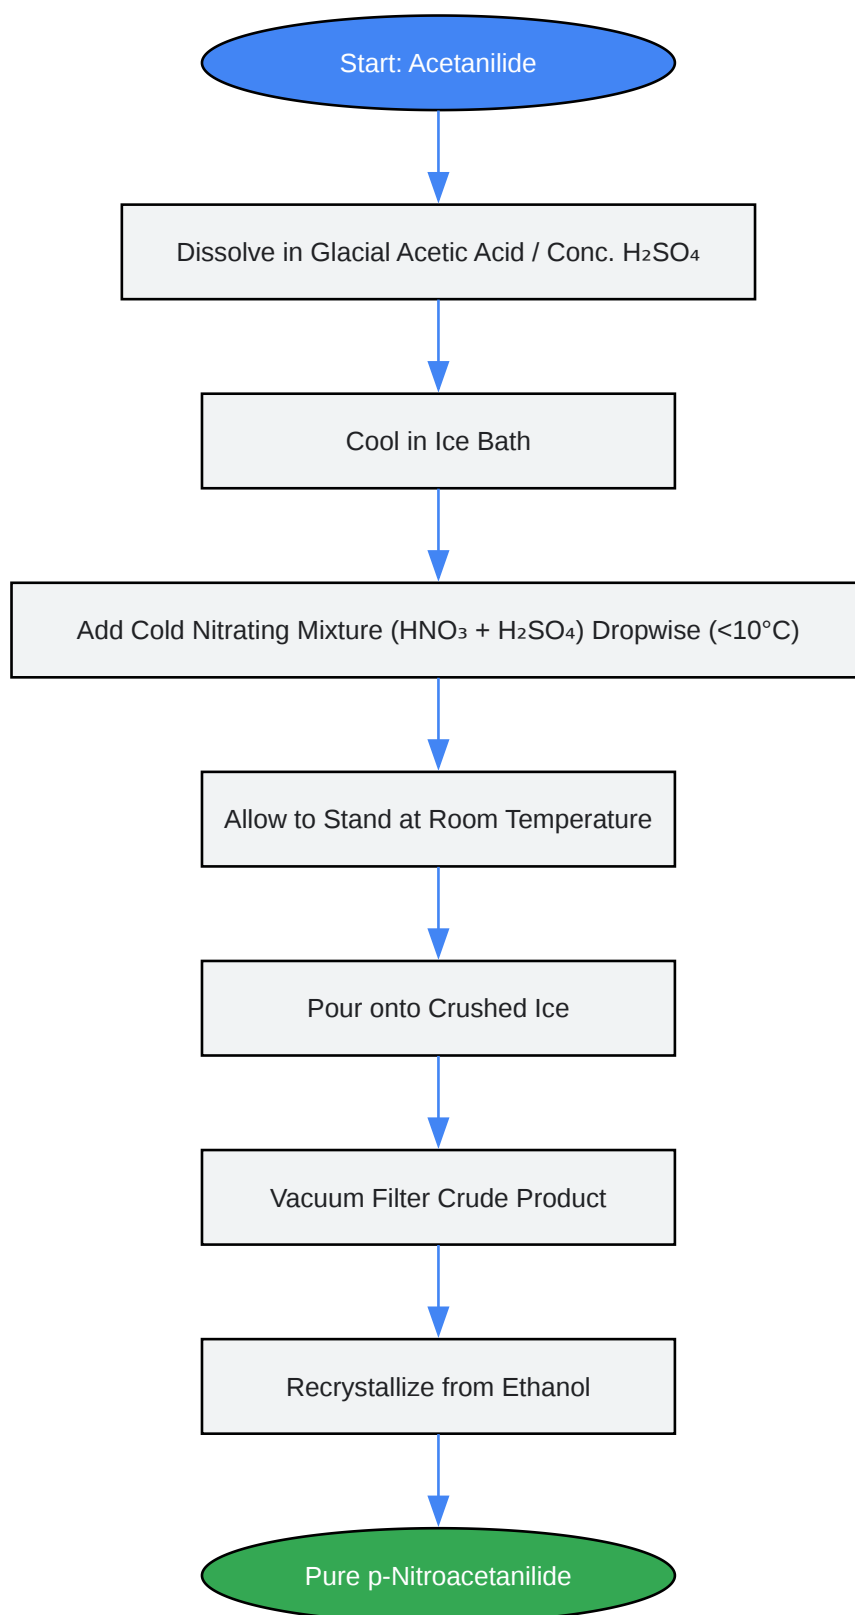 Start: Acetanilide
Dissolve in Glacial Acetic Acid / Conc. H₂SO₄
Cool in Ice Bath
Add Cold Nitrating Mixture (HNO₃ + H₂SO₄) Dropwise (<10°C)
Allow to Stand at Room Temperature
Pour onto Crushed Ice
Vacuum Filter Crude Product
Recrystallize from Ethanol
Pure p-Nitroacetanilide